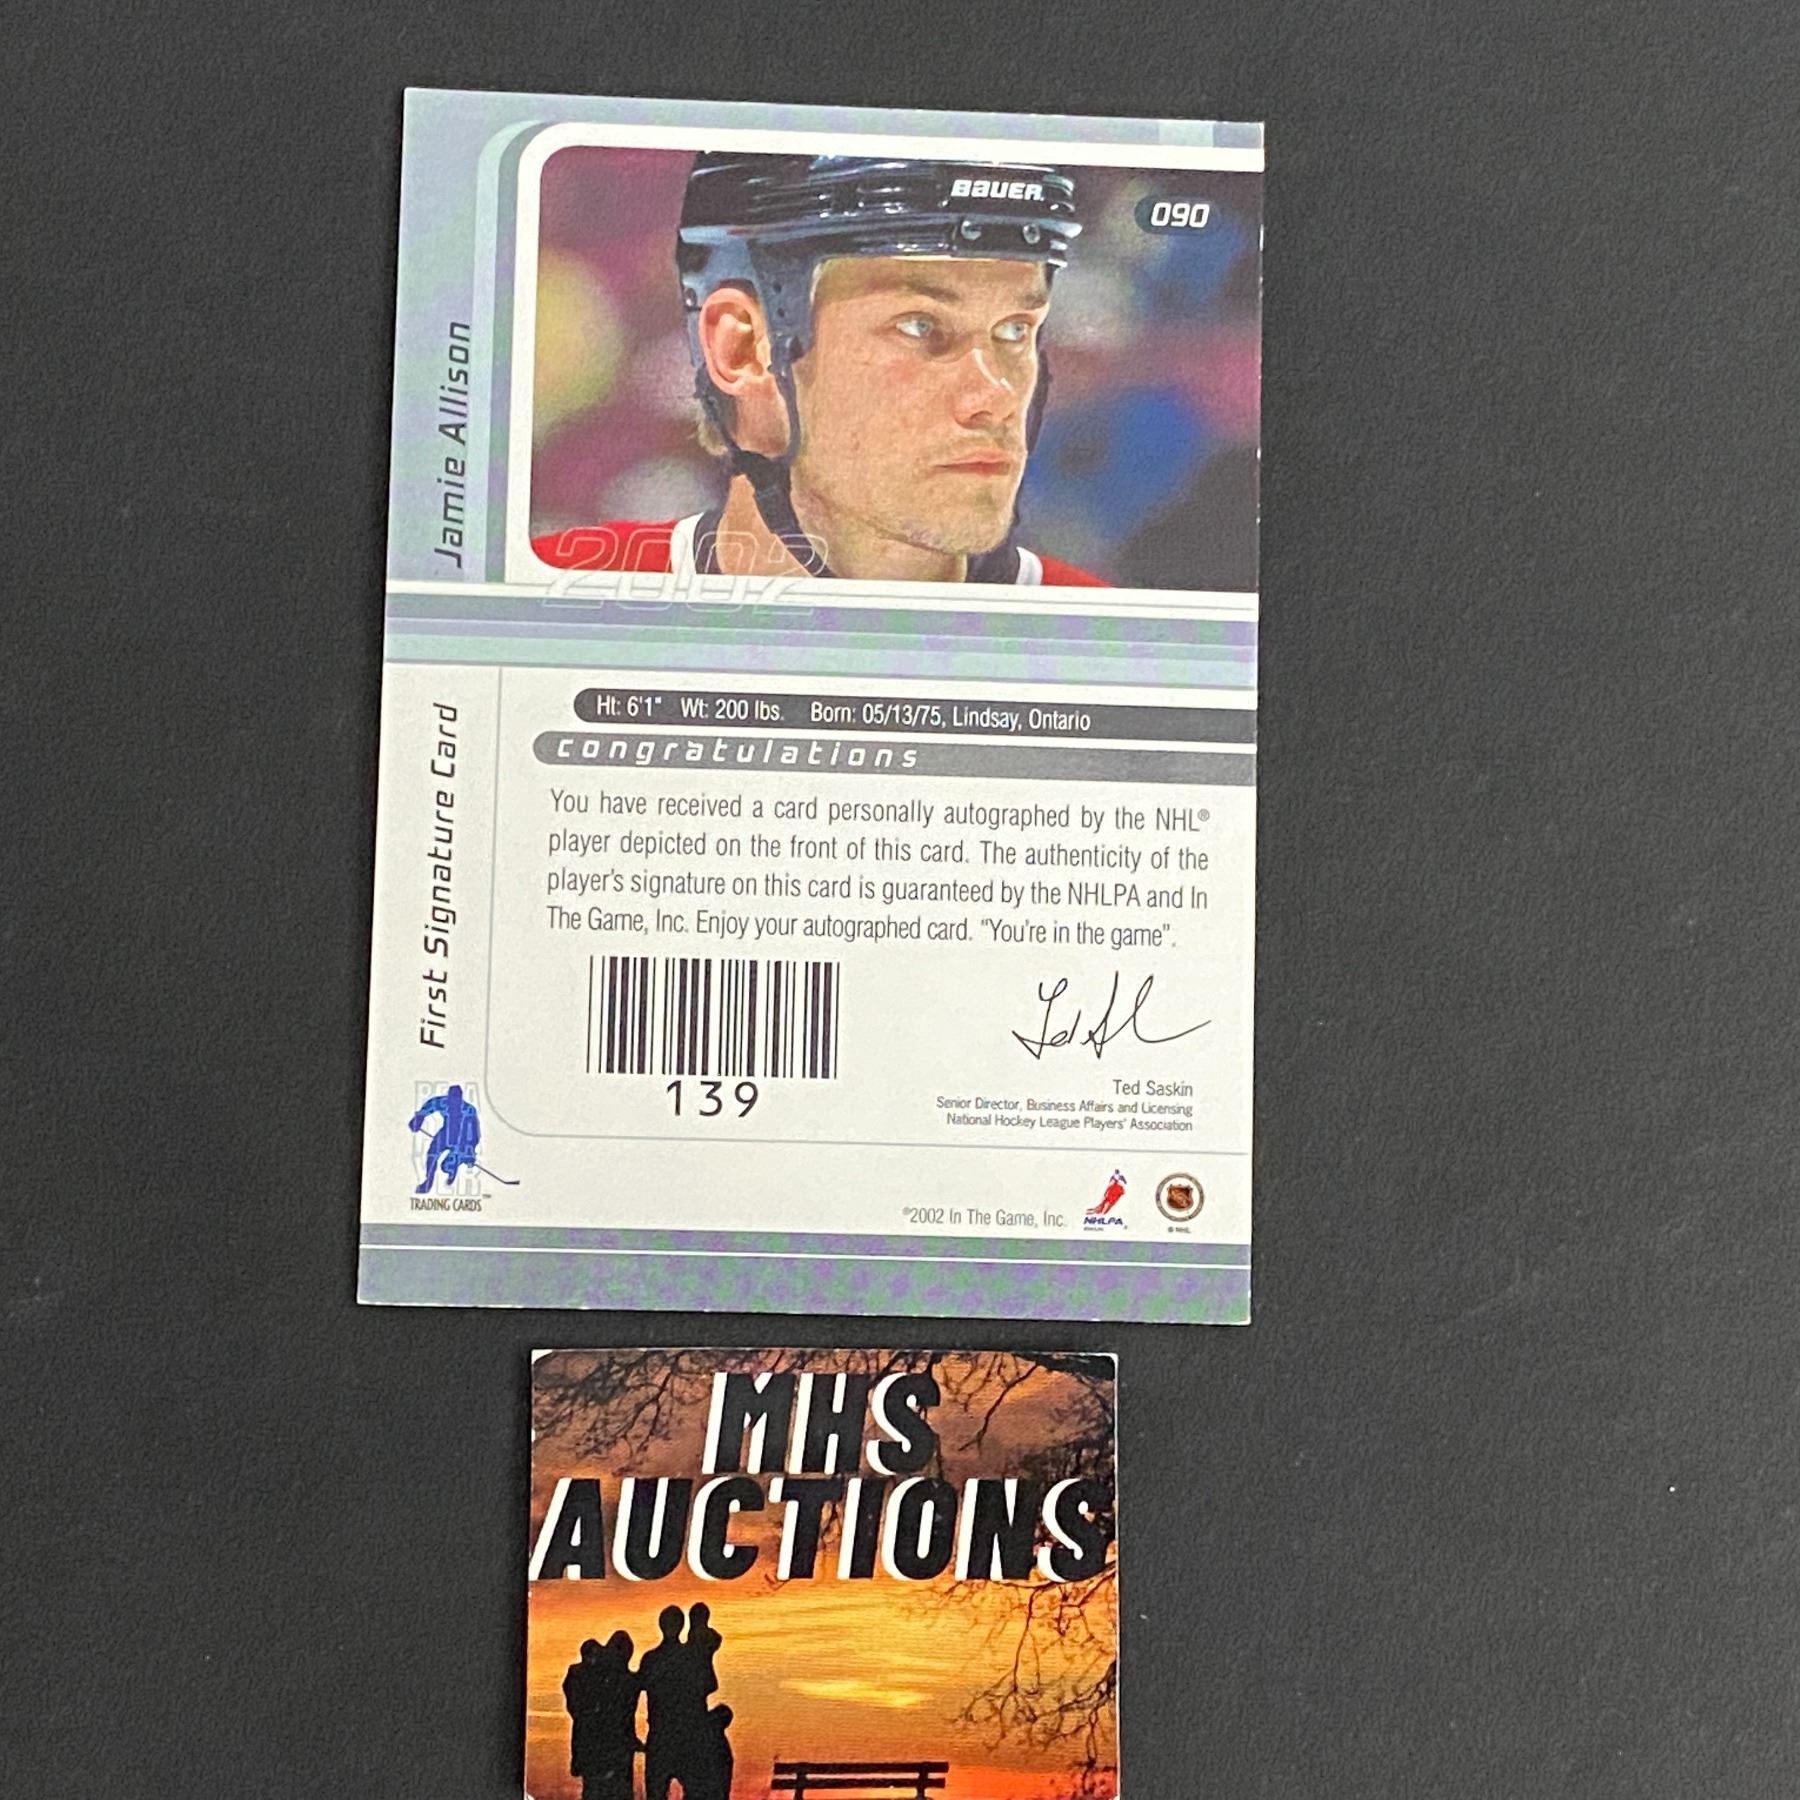 BAUER
090
Jamie Allison
2002
Ht: 6'1" Wt: 200 lbs. Born: 05/13/75, Lindsay, Ontario
congratulations
First Signature Card
You have received a card personally autographed by the NHL®
player depicted on the front of this card. The authenticity of the
player's signature on this card is guaranteed by the NHLPA and In
The Game, Inc. Enjoy your autographed card. "You're in the game".
139
Ted Saskin
Senior Director, Business Affairs and Licensing
National Hockey League Players' Association
BE A
PLAYER
TRADING CARDS™
©2002 In The Game, Inc.
NHLPA
© NHL
MHS
AUCTIONS